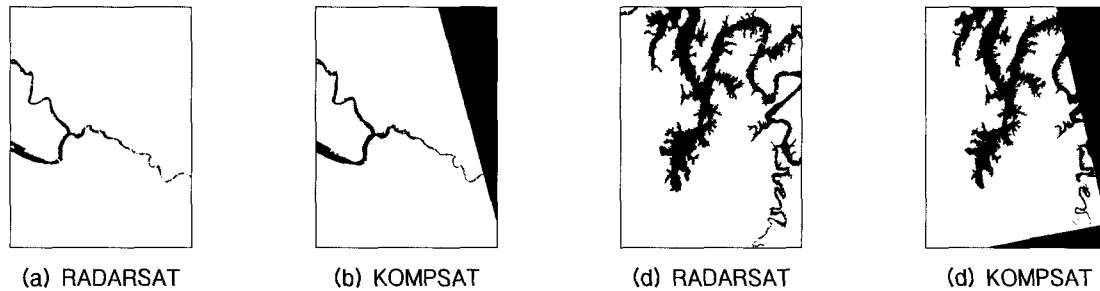 (a) RADARSAT
(b) KOMPSAT
(d) RADARSAT
(d) KOMPSAT